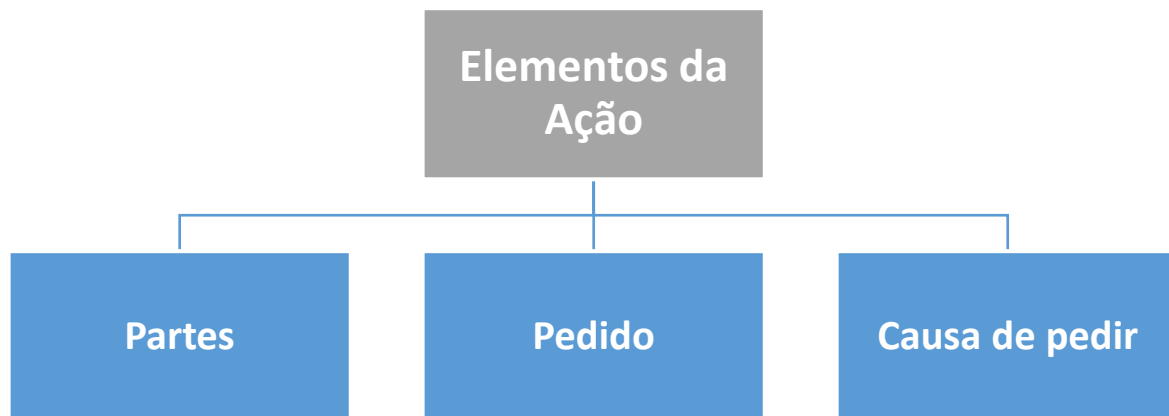 Elementos da
Ação
Partes
Pedido
Causa de pedir